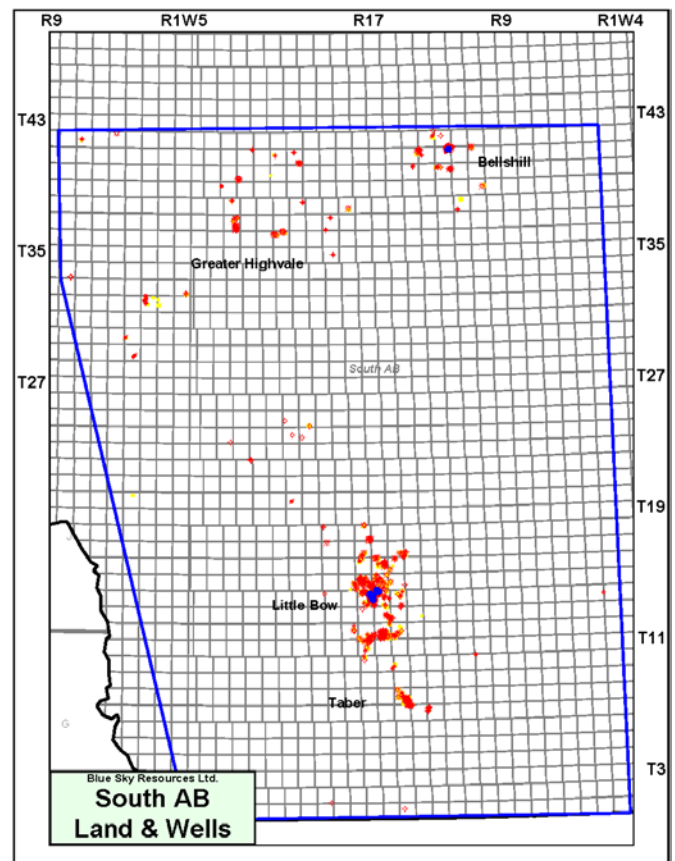 R9 R1W5 R17 R9 R1W4
T43 T43
Bellshill
T35 T35
Greater Highvale
T27 South AB T27
T19
Little Bow
T11
Taber
G
T3
Blue Sky Resources Ltd.
South AB
Land & Wells